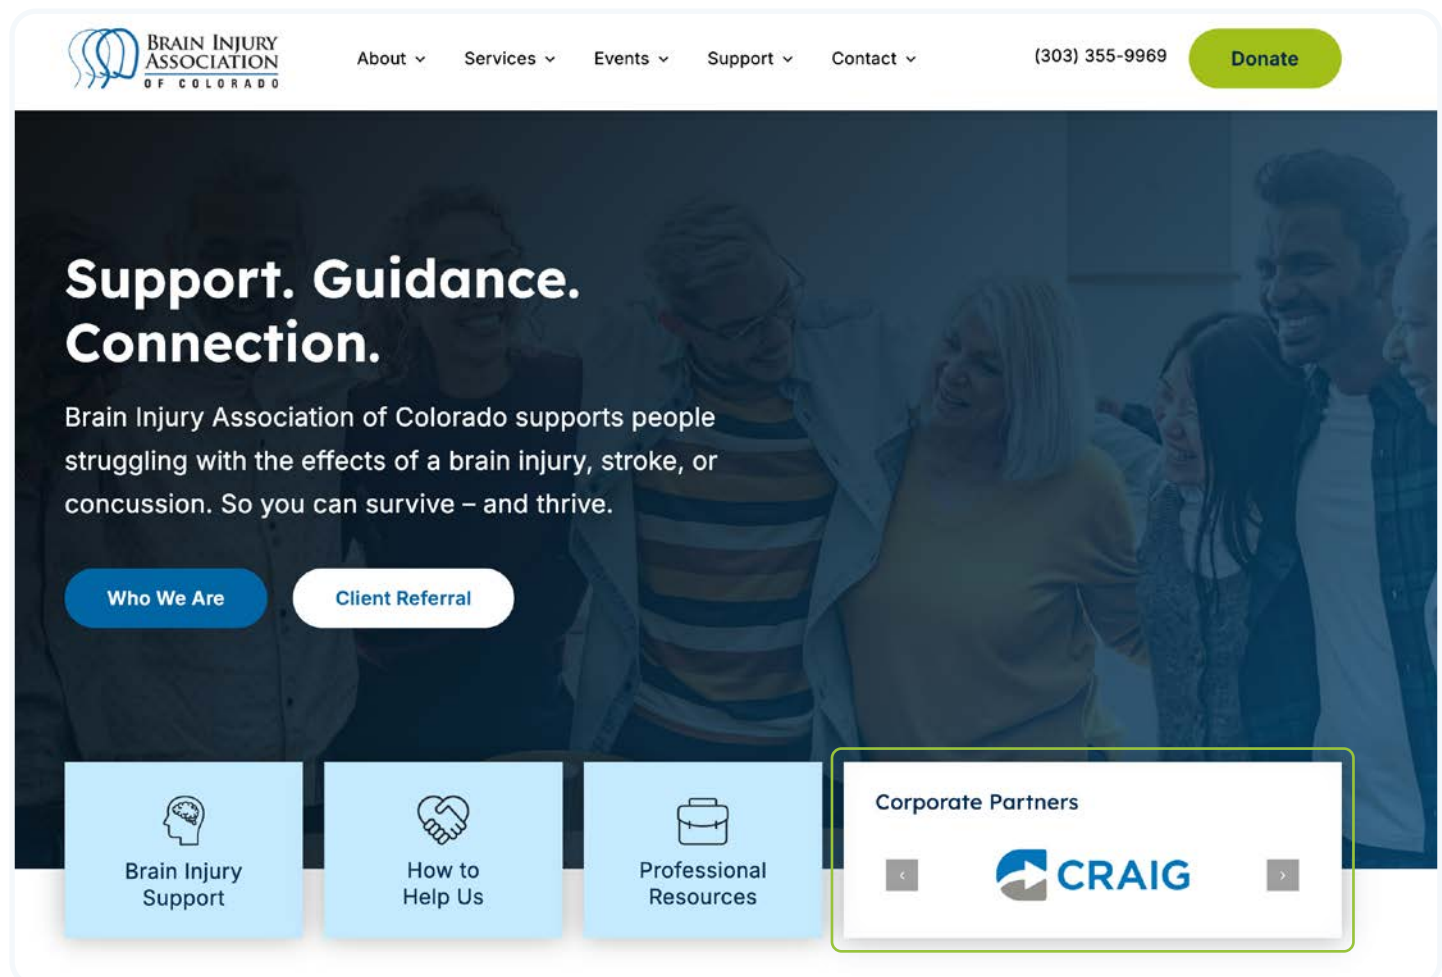 BRAIN INJURY
ASSOCIATION
OF COLORADO
About
Services
Events
Support
Contact
(303) 355-9969
Donate
Support. Guidance.
Connection.
Brain Injury Association of Colorado supports people
struggling with the effects of a brain injury, stroke, or
concussion. So you can survive – and thrive.
Who We Are
Client Referral
Brain Injury
Support
How to
Help Us
Professional
Resources
Corporate Partners
CRAIG